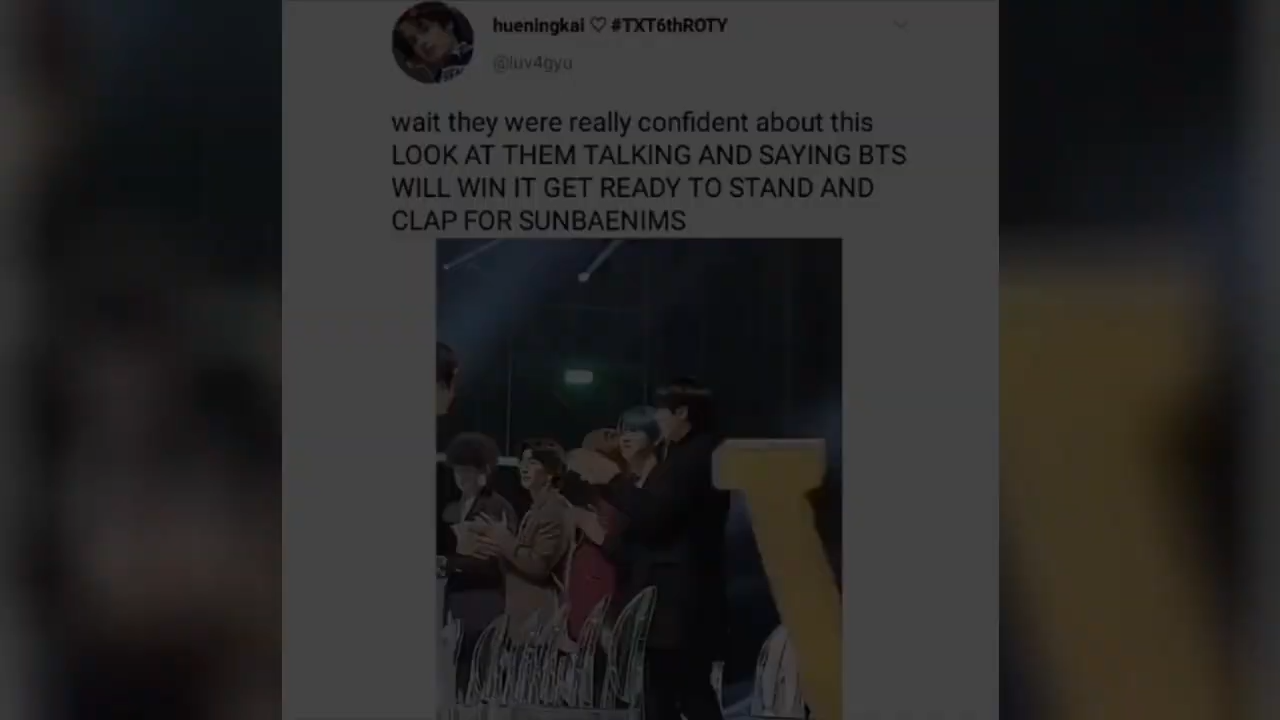 hueningkai ♡ #TXT6thROTY
@luv4gyu
wait they were really confident about this
LOOK AT THEM TALKING AND SAYING BTS
WILL WIN IT GET READY TO STAND AND
CLAP FOR SUNBAENIMS